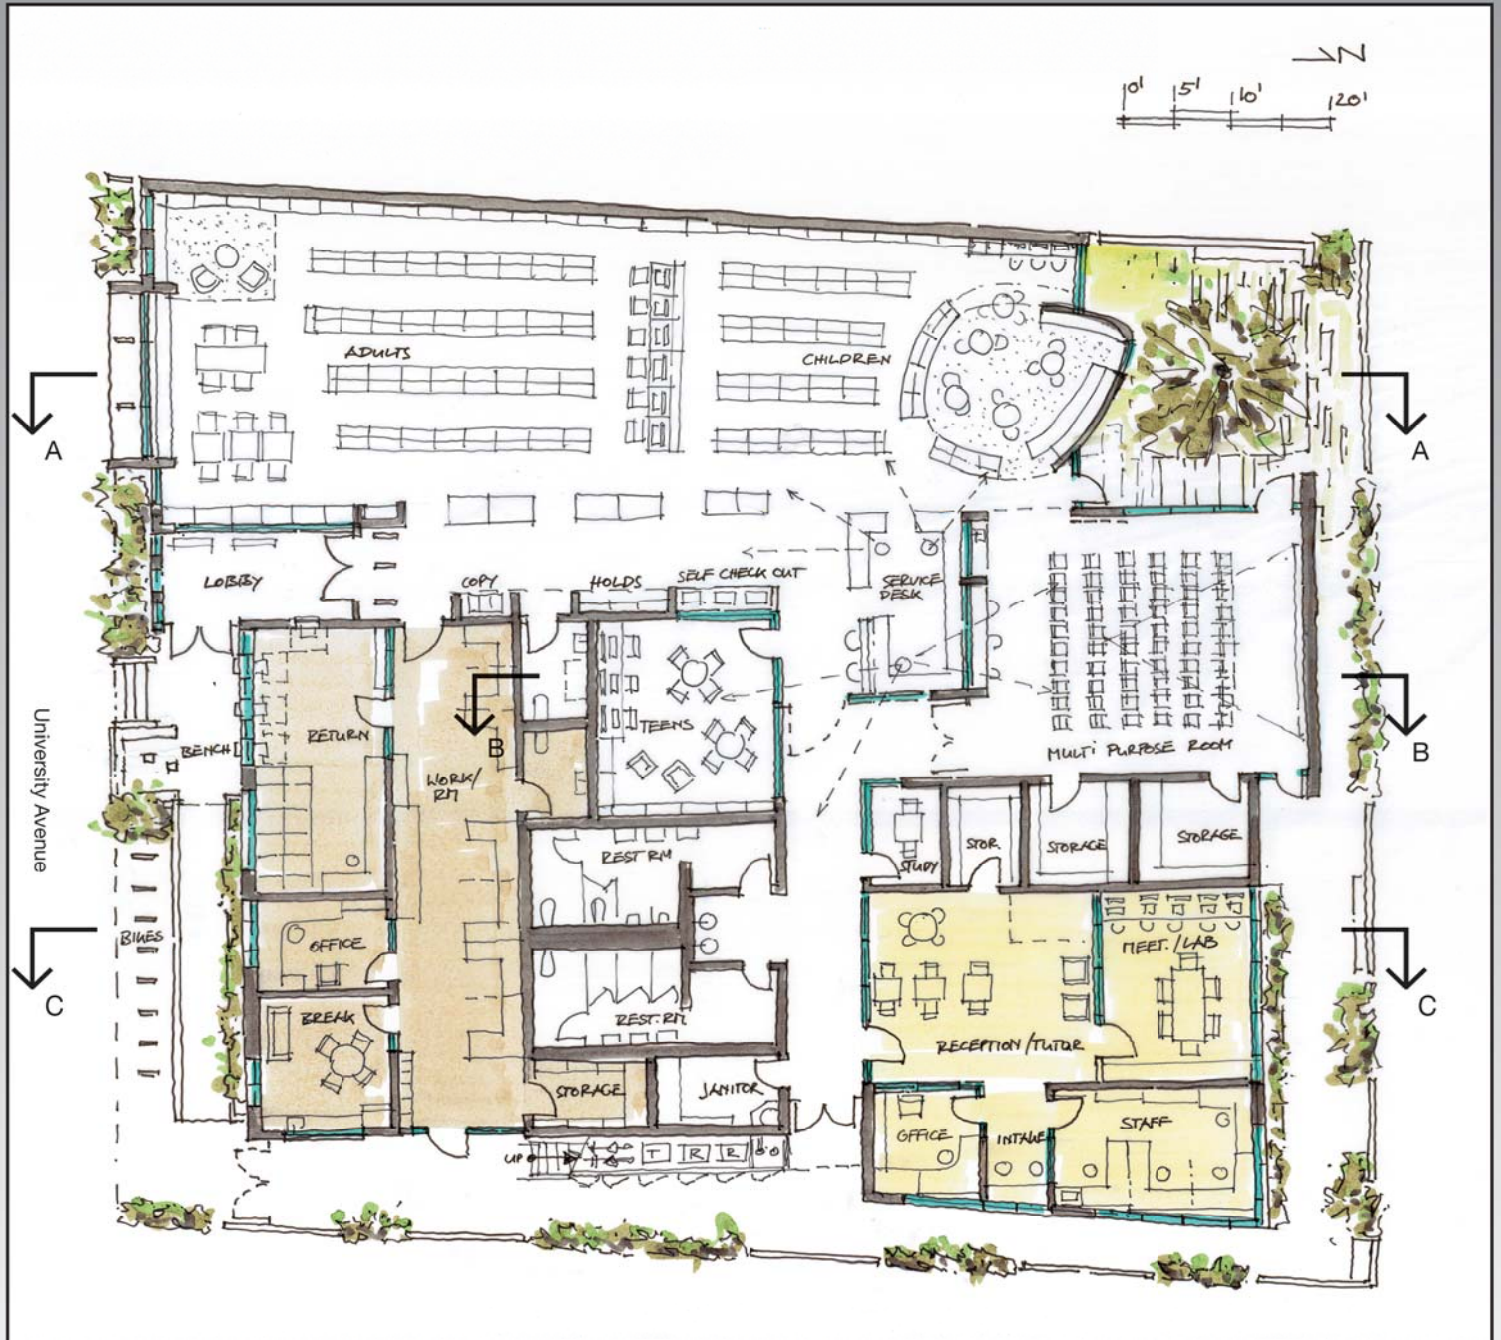 N
0' 5' 10' 20'
ADULTS
CHILDREN
A
A
LOBBY
COPY
HOLDS
SELF CHECK OUT
SERVICE
DESK
RETURN
BENCH
B
TEENS
MULTI PURPOSE ROOM
B
University Avenue
WORK/
RM
REST RM
STUDY
STOR.
STORAGE
STORAGE
BIKES
OFFICE
MEET./LAB
C
C
BREAK
REST. RM
RECEPTION/TUTOR
STORAGE
JANITOR
OFFICE
INTAKE
STAFF
UP
T R R